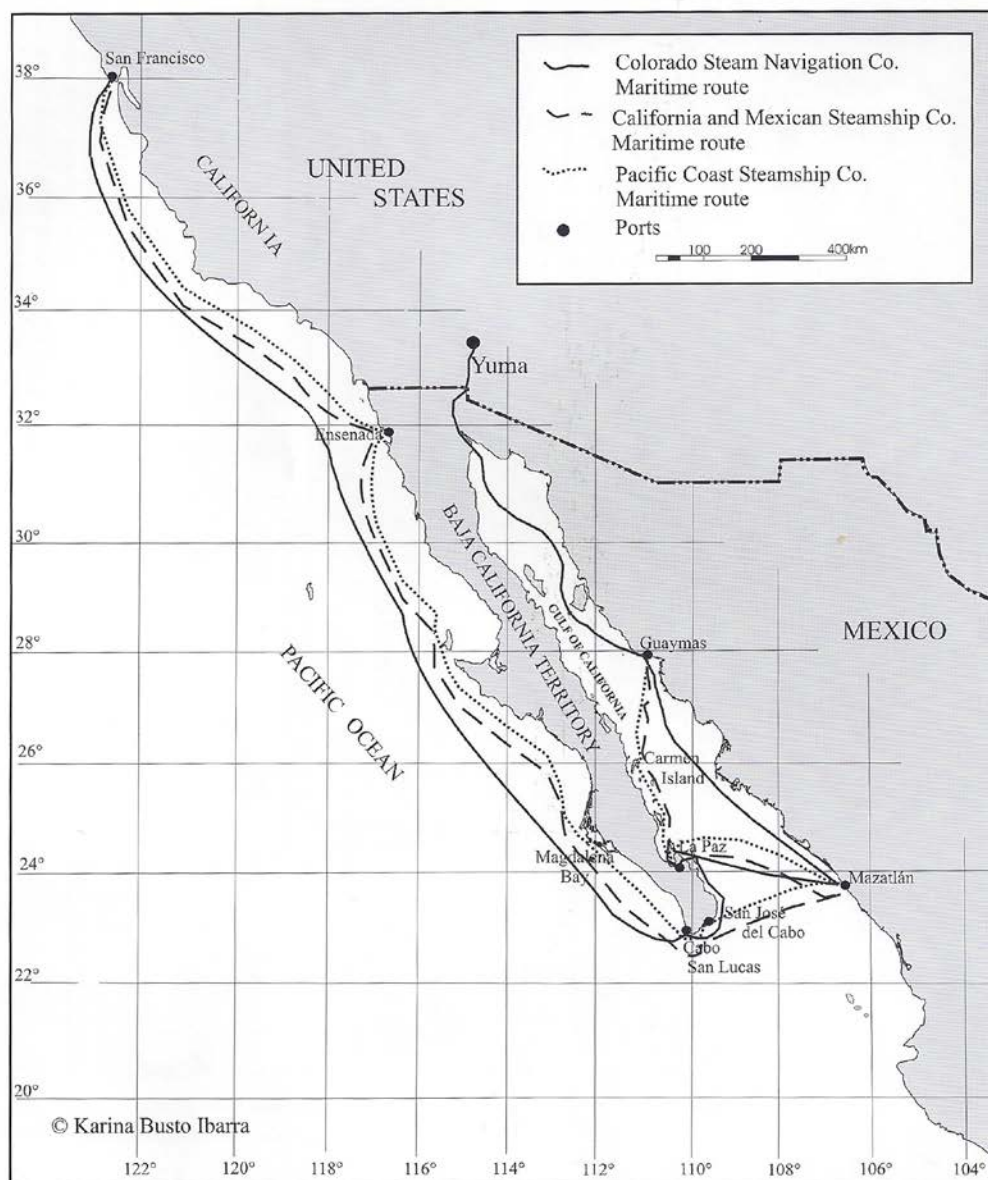 San Francisco
Colorado Steam Navigation Co.
Maritime route
California and Mexican Steamship Co.
Maritime route
Pacific Coast Steamship Co.
Maritime route
Ports
100 200 400km
38°
36°
34°
32°
30°
28°
26°
24°
22°
20°
CALIFORNIA
UNITED
STATES
Yuma
Ensenada
BAJA CALIFORNIA TERRITORY
GULF OF CALIFORNIA
PACIFIC OCEAN
MEXICO
Guaymas
Carmen
Island
La Paz
Magdalena
Bay
Mazatlán
San José
del Cabo
Cabo
San Lucas
© Karina Busto Ibarra
122° 120° 118° 116° 114° 112° 110° 108° 106° 104°